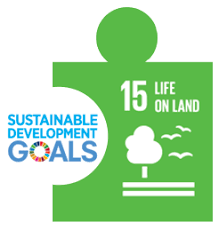 15 LIFE
ON LAND
SUSTAINABLE
DEVELOPMENT
GOALS